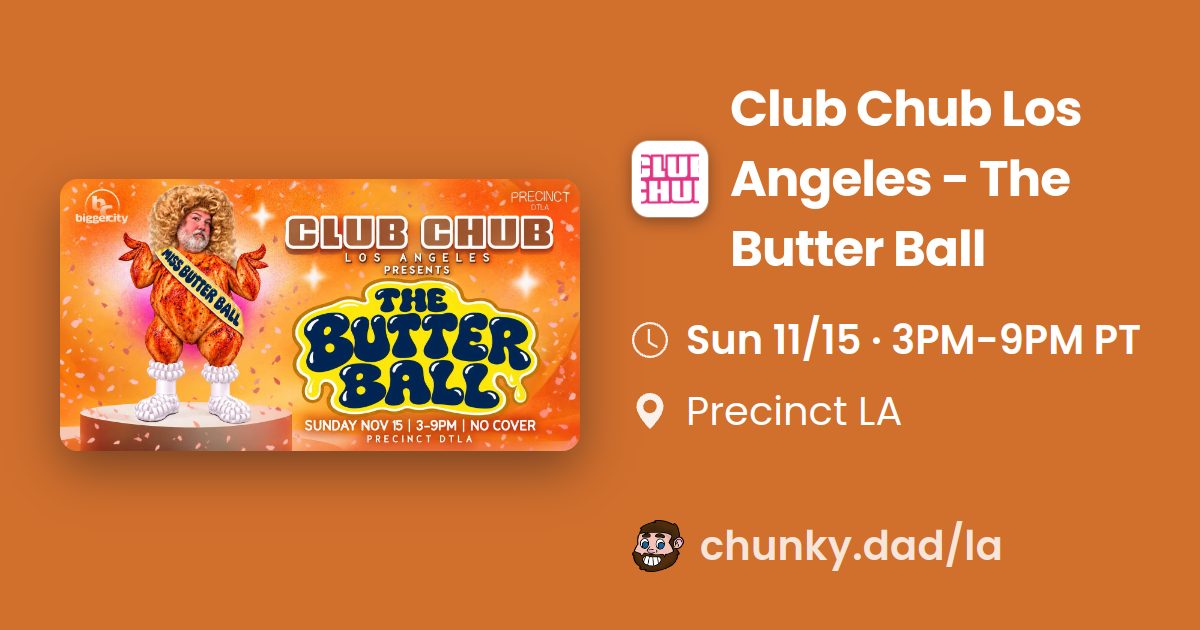 bc
biggercity
PRECINCT
DTLA
MISS BUTTER BALL
CLUB CHUB
LOS ANGELES
PRESENTS
THE
BUTTER
BALL
SUNDAY NOV 15 | 3-9PM | NO COVER
PRECINCT DTLA
CLUB
CHUB
Club Chub Los
Angeles - The
Butter Ball
Sun 11/15 · 3PM–9PM PT
Precinct LA
chunky.dad/la